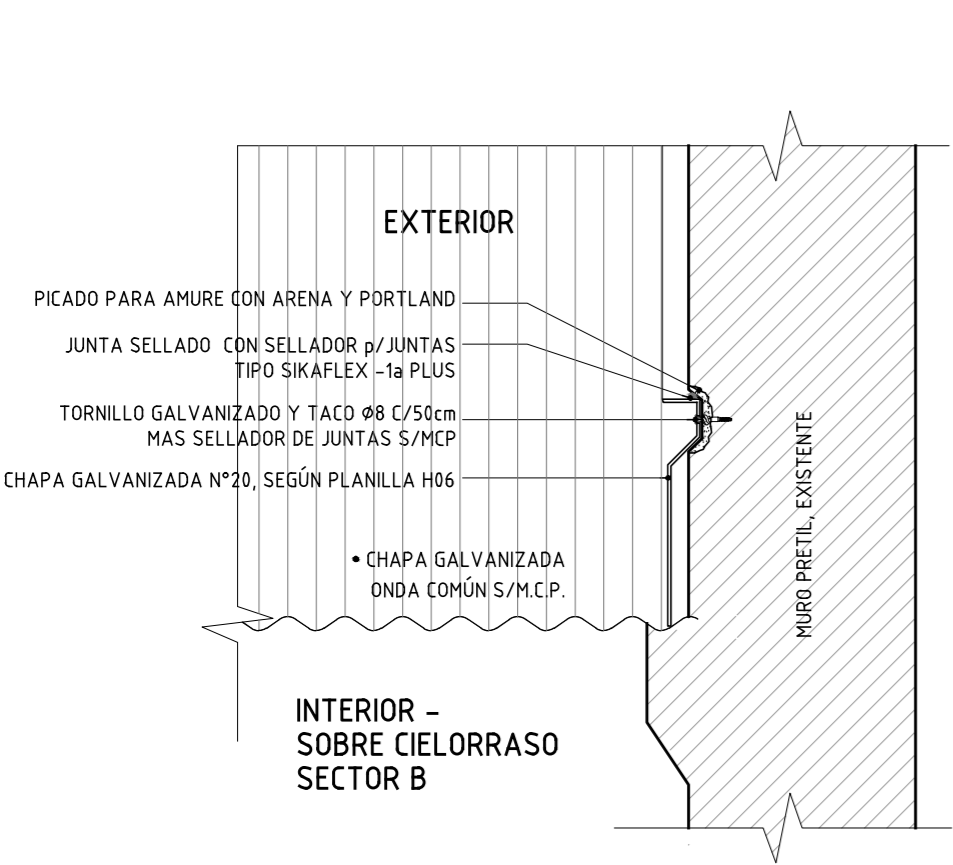 EXTERIOR
PICADO PARA AMURE CON ARENA Y PORTLAND
JUNTA SELLADO CON SELLADOR p/JUNTAS
TIPO SIKAFLEX -1a PLUS
TORNILLO GALVANIZADO Y TACO Ø8 C/50cm
MAS SELLADOR DE JUNTAS S/MCP
CHAPA GALVANIZADA N°20, SEGÚN PLANILLA H06
• CHAPA GALVANIZADA
ONDA COMÚN S/M.C.P.
MURO PRETIL, EXISTENTE
INTERIOR -
SOBRE CIELORRASO
SECTOR B